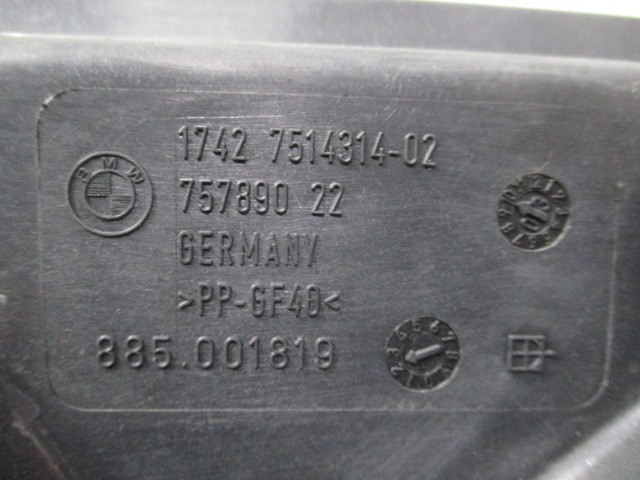 BMW
1742 7514314-02
757890 22
GERMANY
>PP-GF40<
885.001819